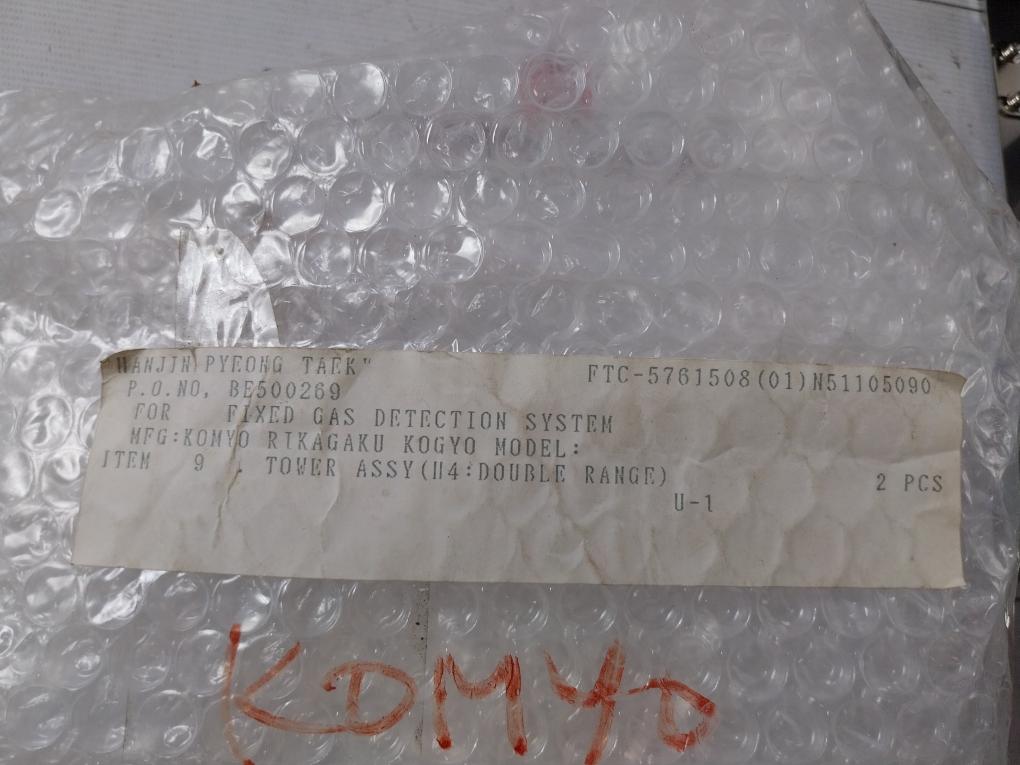 "HANJIN PYEONG TAEK" FTC-5761508(01)N51105090
P.O.NO, BE500269
FOR FIXED GAS DETECTION SYSTEM
MFG:KOMYO RIKAGAKU KOGYO MODEL:
ITEM 9 . TOWER ASSY(H4:DOUBLE RANGE) 2 PCS
U-1
KOMYO